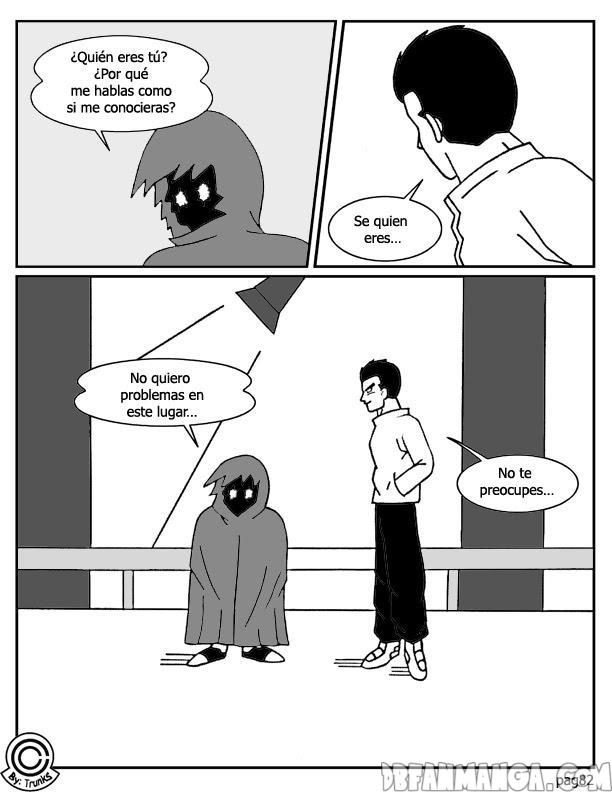 ¿Quién eres tú?
¿Por qué
me hablas como
si me conocieras?
Se quien
eres...
No quiero
problemas en
este lugar...
No te
preocupes...
By: Trunks
DBFANMANGA.COM
pag82